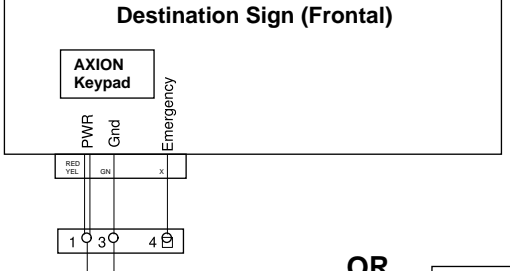 Destination Sign (Frontal)
AXION
Keypad
PWR
Gnd
Emergency
RED
YEL
GN
X
1 3 4
OR